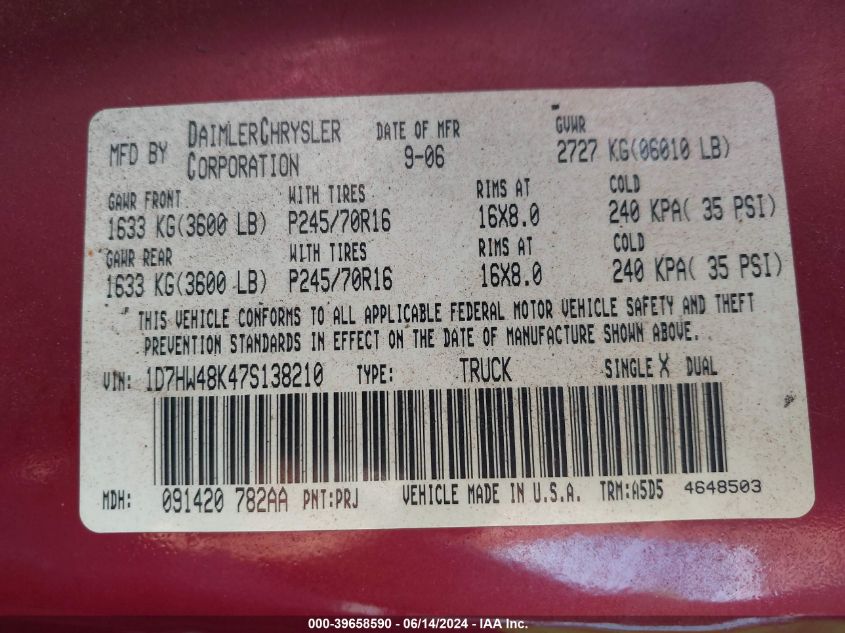 MFD BY DAIMLERCHRYSLER CORPORATION DATE OF MFR 9-06 GVWR 2727 KG(06010 LB)
GAWR FRONT WITH TIRES RIMS AT COLD
1633 KG(3600 LB) P245/70R16 16X8.0 240 KPA( 35 PSI)
GAWR REAR WITH TIRES RIMS AT COLD
1633 KG(3600 LB) P245/70R16 16X8.0 240 KPA( 35 PSI)
THIS VEHICLE CONFORMS TO ALL APPLICABLE FEDERAL MOTOR VEHICLE SAFETY AND THEFT
PREVENTION STANDARDS IN EFFECT ON THE DATE OF MANUFACTURE SHOWN ABOVE.
VIN: 1D7HW48K47S138210 TYPE: TRUCK SINGLE X DUAL
MDH: 091420 782AA PNT:PRJ VEHICLE MADE IN U.S.A. TRM:A5D5 4648503
000-39658590 - 06/14/2024 - IAA Inc.